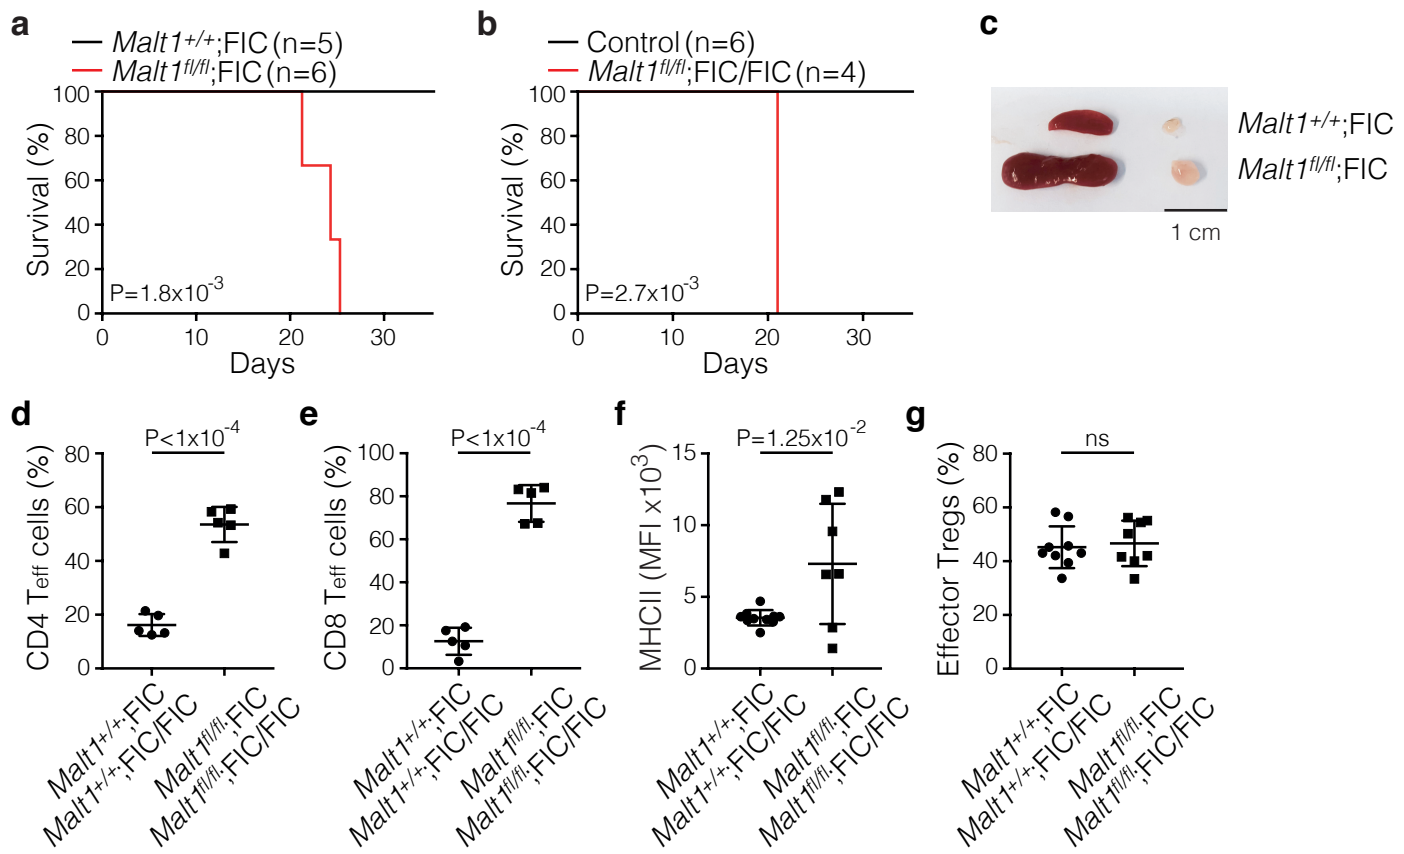 a
Malt1+/+;FIC (n=5)
Malt1fl/fl;FIC (n=6)
Survival (%)
100
80
60
40
20
0
P=1.8x10-3
0 10 20 30
Days
b
Control (n=6)
Malt1fl/fl;FIC/FIC (n=4)
Survival (%)
100
80
60
40
20
0
P=2.7x10-3
0 10 20 30
Days
c
Malt1+/+;FIC
Malt1fl/fl;FIC
1 cm
d
P<1x10-4
CD4 Teff cells (%)
80
60
40
20
0
Malt1+/+;FIC
Malt1+/+;FIC/FIC
Malt1fl/fl;FIC
Malt1fl/fl;FIC/FIC
e
P<1x10-4
CD8 Teff cells (%)
100
80
60
40
20
0
Malt1+/+;FIC
Malt1+/+;FIC/FIC
Malt1fl/fl;FIC
Malt1fl/fl;FIC/FIC
f
P=1.25x10-2
MHCII (MFI x103)
15
10
5
0
Malt1+/+;FIC
Malt1+/+;FIC/FIC
Malt1fl/fl;FIC
Malt1fl/fl;FIC/FIC
g
ns
Effector Tregs (%)
80
60
40
20
0
Malt1+/+;FIC
Malt1+/+;FIC/FIC
Malt1fl/fl;FIC
Malt1fl/fl;FIC/FIC